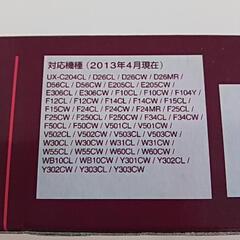 対応機種（2013年4月現在）
UX-C204CL / D26CL / D26CW / D26MR /
D56CL / D56CW / E205CL / E205CW /
E306CL / E306CW / F10CL / F10CW / F104Y /
F12CL / F12CW / F14CL / F14CW / F15CL /
F15CW / F24CL / F24CW / F24MR / F25CL /
F25CW / F250CL / F250CW / F34CL / F34CW /
F50CL / F50CW / V501CL / V501CW /
V502CL / V502CW / V503CL / V503CW /
W30CL / W30CW / W31CL / W31CW /
W55CL / W55CW / W60CL / W60CW /
WB10CL / WB10CW / Y301CW / Y302CL /
Y302CW / Y303CL / Y303CW